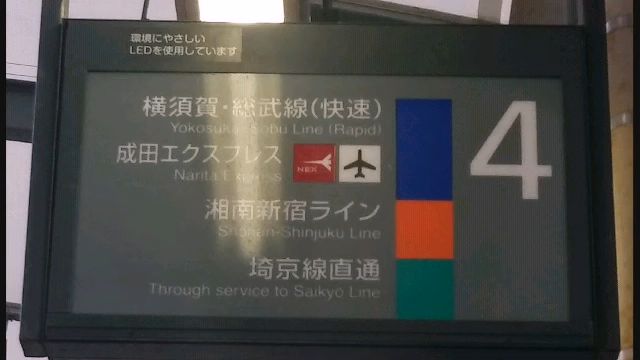 環境にやさしい
LEDを使用しています
横須賀・総武線(快速)
Yokosuka Sobu Line (Rapid)
成田エクスプレス
NEX
Narita Express
湘南新宿ライン
Shonan-Shinjuku Line
埼京線直通
Through service to Saikyo Line
4